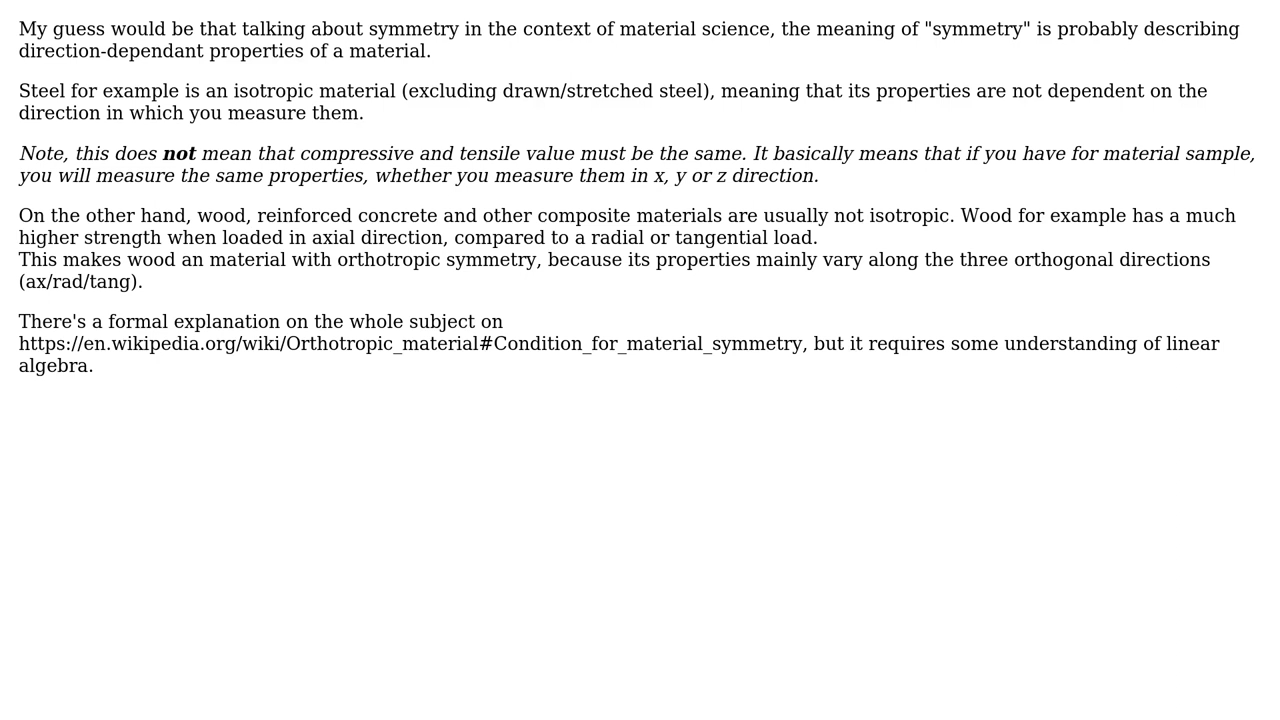 My guess would be that talking about symmetry in the context of material science, the meaning of "symmetry" is probably describing
direction-dependant properties of a material.
Steel for example is an isotropic material (excluding drawn/stretched steel), meaning that its properties are not dependent on the
direction in which you measure them.
Note, this does not mean that compressive and tensile value must be the same. It basically means that if you have for material sample,
you will measure the same properties, whether you measure them in x, y or z direction.
On the other hand, wood, reinforced concrete and other composite materials are usually not isotropic. Wood for example has a much
higher strength when loaded in axial direction, compared to a radial or tangential load.
This makes wood an material with orthotropic symmetry, because its properties mainly vary along the three orthogonal directions
(ax/rad/tang).
There's a formal explanation on the whole subject on
https://en.wikipedia.org/wiki/Orthotropic_material#Condition_for_material_symmetry, but it requires some understanding of linear
algebra.